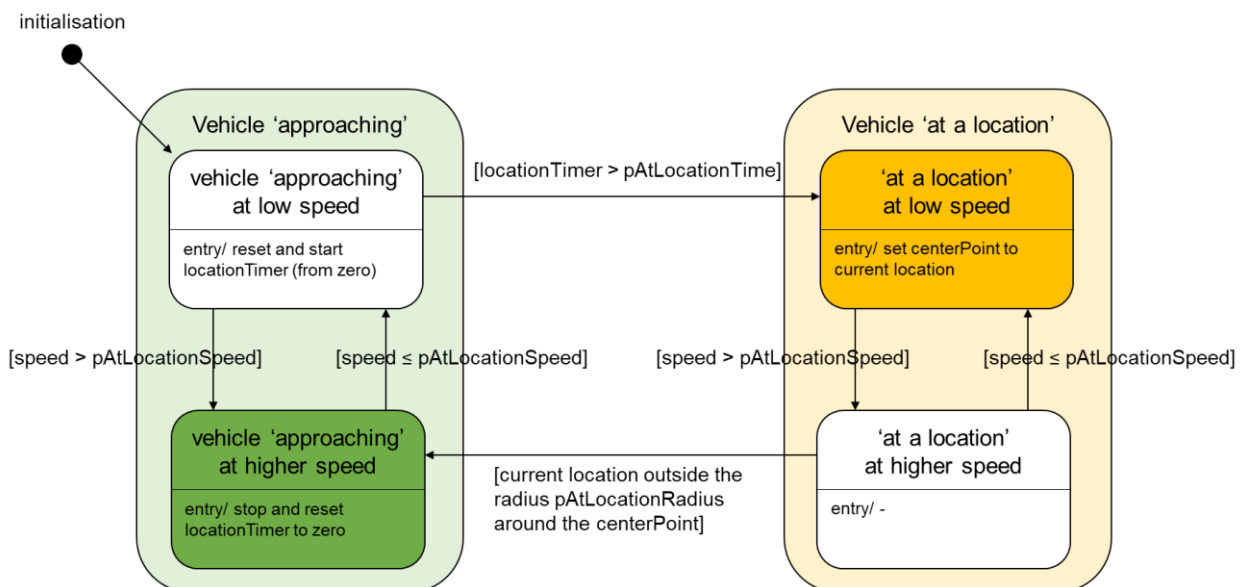 initialisation
Vehicle ‘approaching’
Vehicle ‘at a location’
vehicle ‘approaching’
at low speed
entry/ reset and start
locationTimer (from zero)
[locationTimer > pAtLocationTime]
‘at a location’
at low speed
entry/ set centerPoint to
current location
[speed > pAtLocationSpeed]
[speed ≤ pAtLocationSpeed]
[speed > pAtLocationSpeed]
[speed ≤ pAtLocationSpeed]
vehicle ‘approaching’
at higher speed
entry/ stop and reset
locationTimer to zero
[current location outside the
radius pAtLocationRadius
around the centerPoint]
‘at a location’
at higher speed
entry/ -